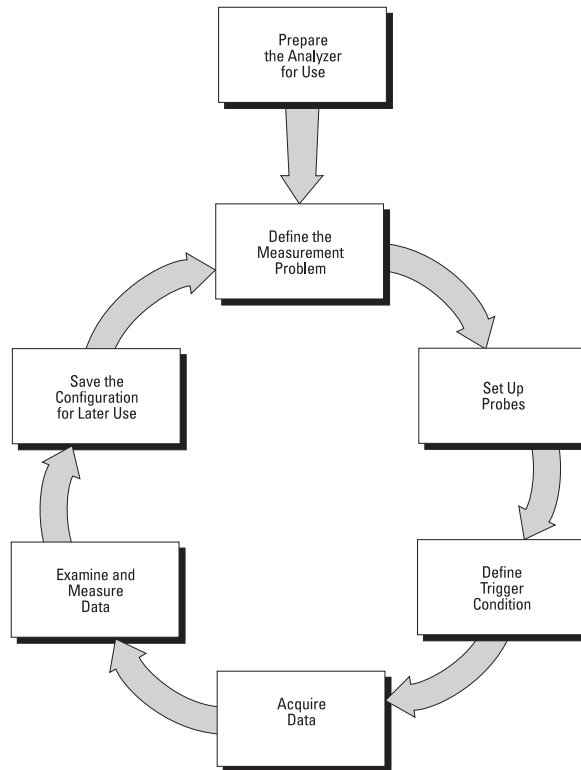 Prepare
the Analyzer
for Use
Define the
Measurement
Problem
Set Up
Probes
Define
Trigger
Condition
Acquire
Data
Examine and
Measure
Data
Save the
Configuration
for Later Use